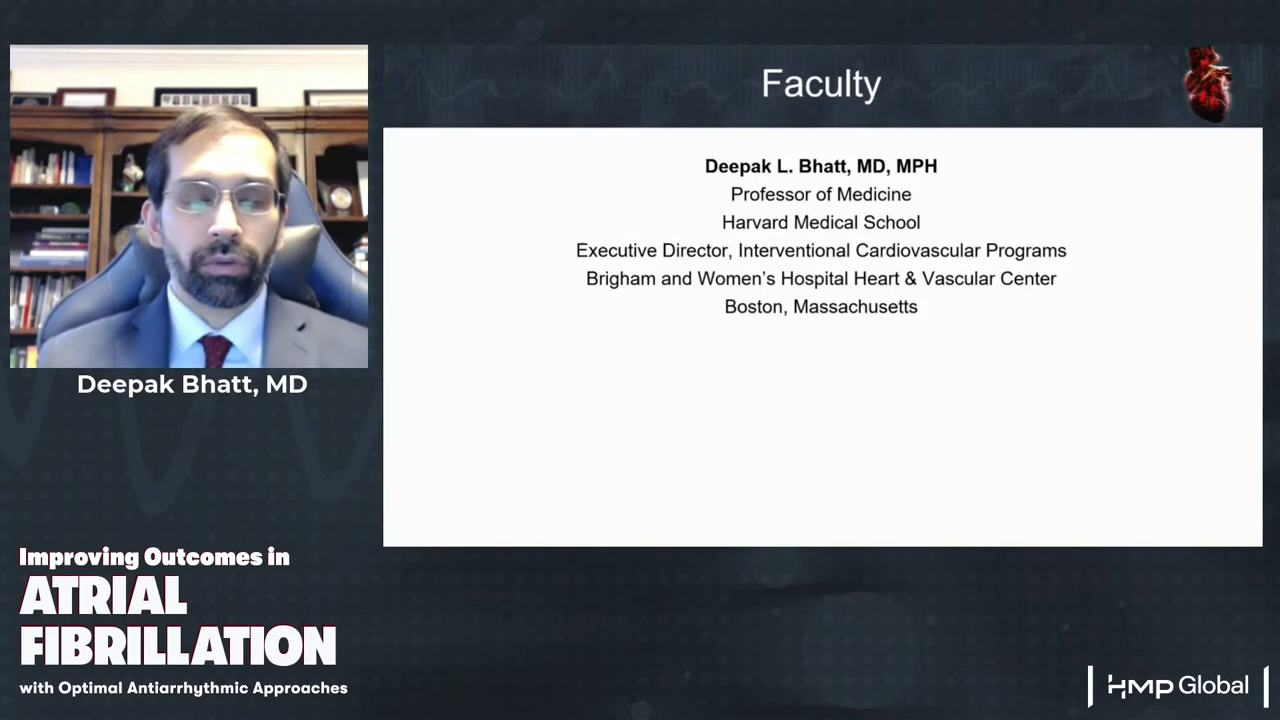 Faculty
Deepak L. Bhatt, MD, MPH
Professor of Medicine
Harvard Medical School
Executive Director, Interventional Cardiovascular Programs
Brigham and Women's Hospital Heart & Vascular Center
Boston, Massachusetts
Deepak Bhatt, MD
Improving Outcomes in
ATRIAL
FIBRILLATION
with Optimal Antiarrhythmic Approaches
HMP Global